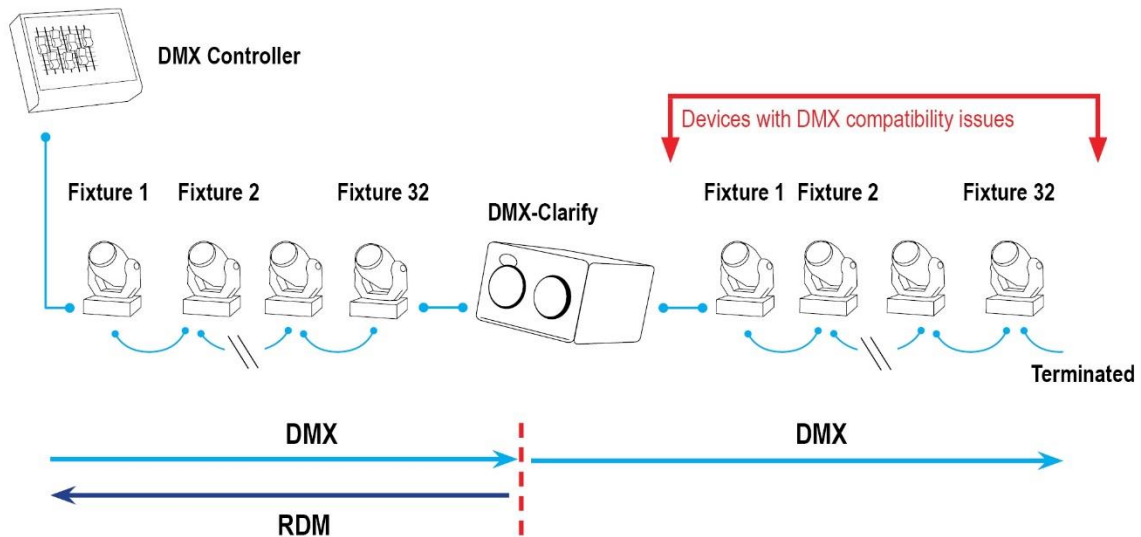 DMX Controller
Devices with DMX compatibility issues
Fixture 1
Fixture 2
Fixture 32
DMX-Clarify
Fixture 1
Fixture 2
Fixture 32
Terminated
DMX
DMX
RDM